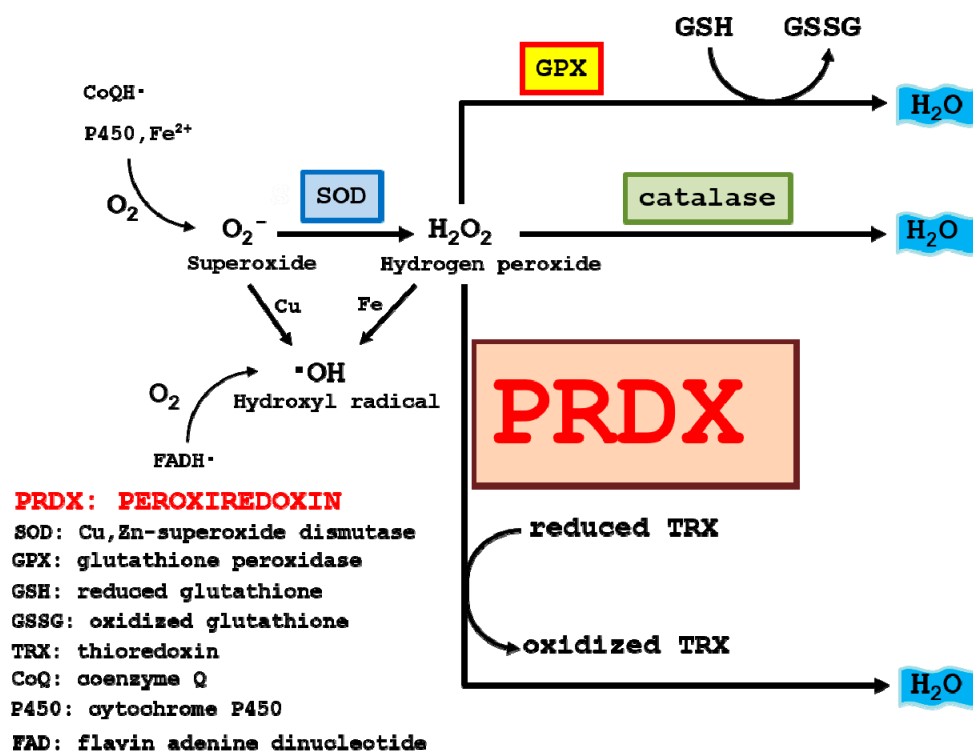 GSH GSSG
GPX
CoQH·
P450,Fe²⁺
H₂O
SOD
catalase
O₂
O₂⁻
H₂O₂
H₂O
Superoxide
Hydrogen peroxide
Cu
Fe
·OH
O₂
Hydroxyl radical
PRDX
FADH·
PRDX: PEROXIREDOXIN
SOD: Cu,Zn-superoxide dismutase
GPX: glutathione peroxidase
GSH: reduced glutathione
GSSG: oxidized glutathione
TRX: thioredoxin
CoQ: coenzyme Q
P450: cytochrome P450
FAD: flavin adenine dinucleotide
reduced TRX
oxidized TRX
H₂O